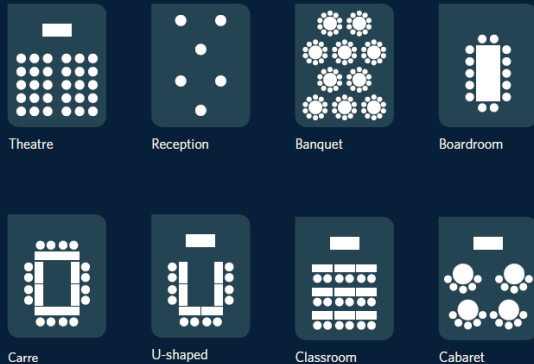 Theatre
Reception
Banquet
Boardroom
Carre
U-shaped
Classroom
Cabaret